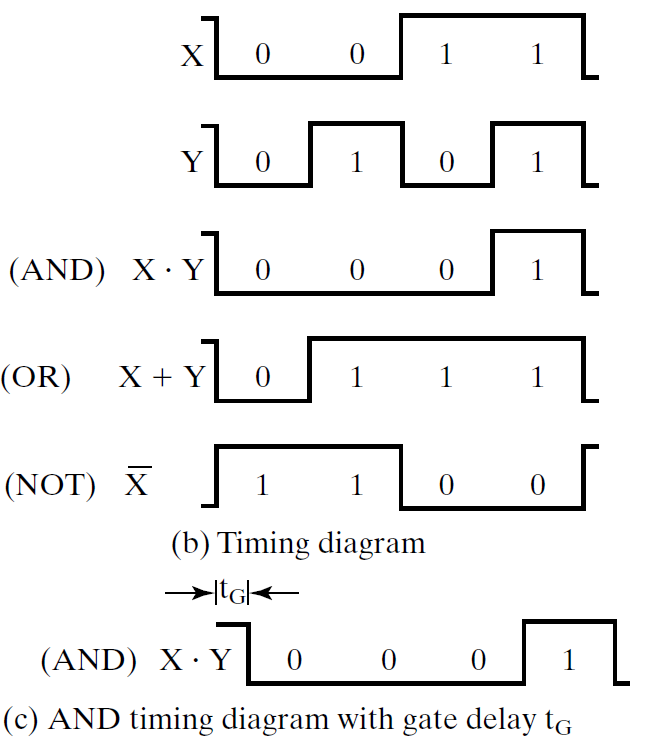 X 0 0 1 1
Y 0 1 0 1
(AND) X · Y 0 0 0 1
(OR) X + Y 0 1 1 1
(NOT) X̅ 1 1 0 0
(b) Timing diagram
tG
(AND) X · Y 0 0 0 1
(c) AND timing diagram with gate delay tG